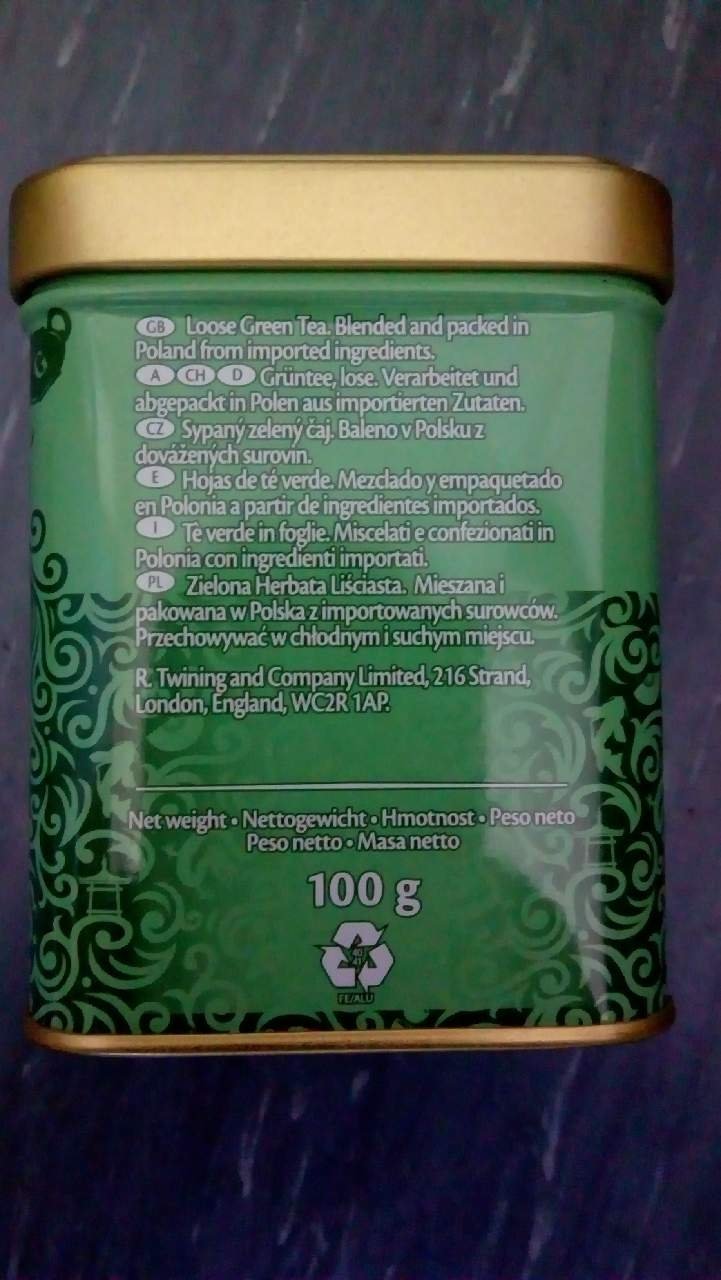 GB Loose Green Tea. Blended and packed in
Poland from imported ingredients.
A CH D Grüntee, lose. Verarbeitet und
abgepackt in Polen aus importierten Zutaten.
CZ Sypaný zelený čaj. Baleno v Polsku z
dovážených surovin.
E Hojas de té verde. Mezclado y empaquetado
en Polonia a partir de ingredientes importados.
I Te verde in foglie. Miscelati e confezionati in
Polonia con ingredienti importati.
PL Zielona Herbata Liściasta. Mieszana i
pakowana w Polska z importowanych surowców.
Przechowywać w chłodnym i suchym miejscu.
R. Twining and Company Limited, 216 Strand,
London, England, WC2R 1AP.
Net weight • Nettogewicht • Hmotnost • Peso neto
Peso netto • Masa netto
100 g
40
41
FE/ALU